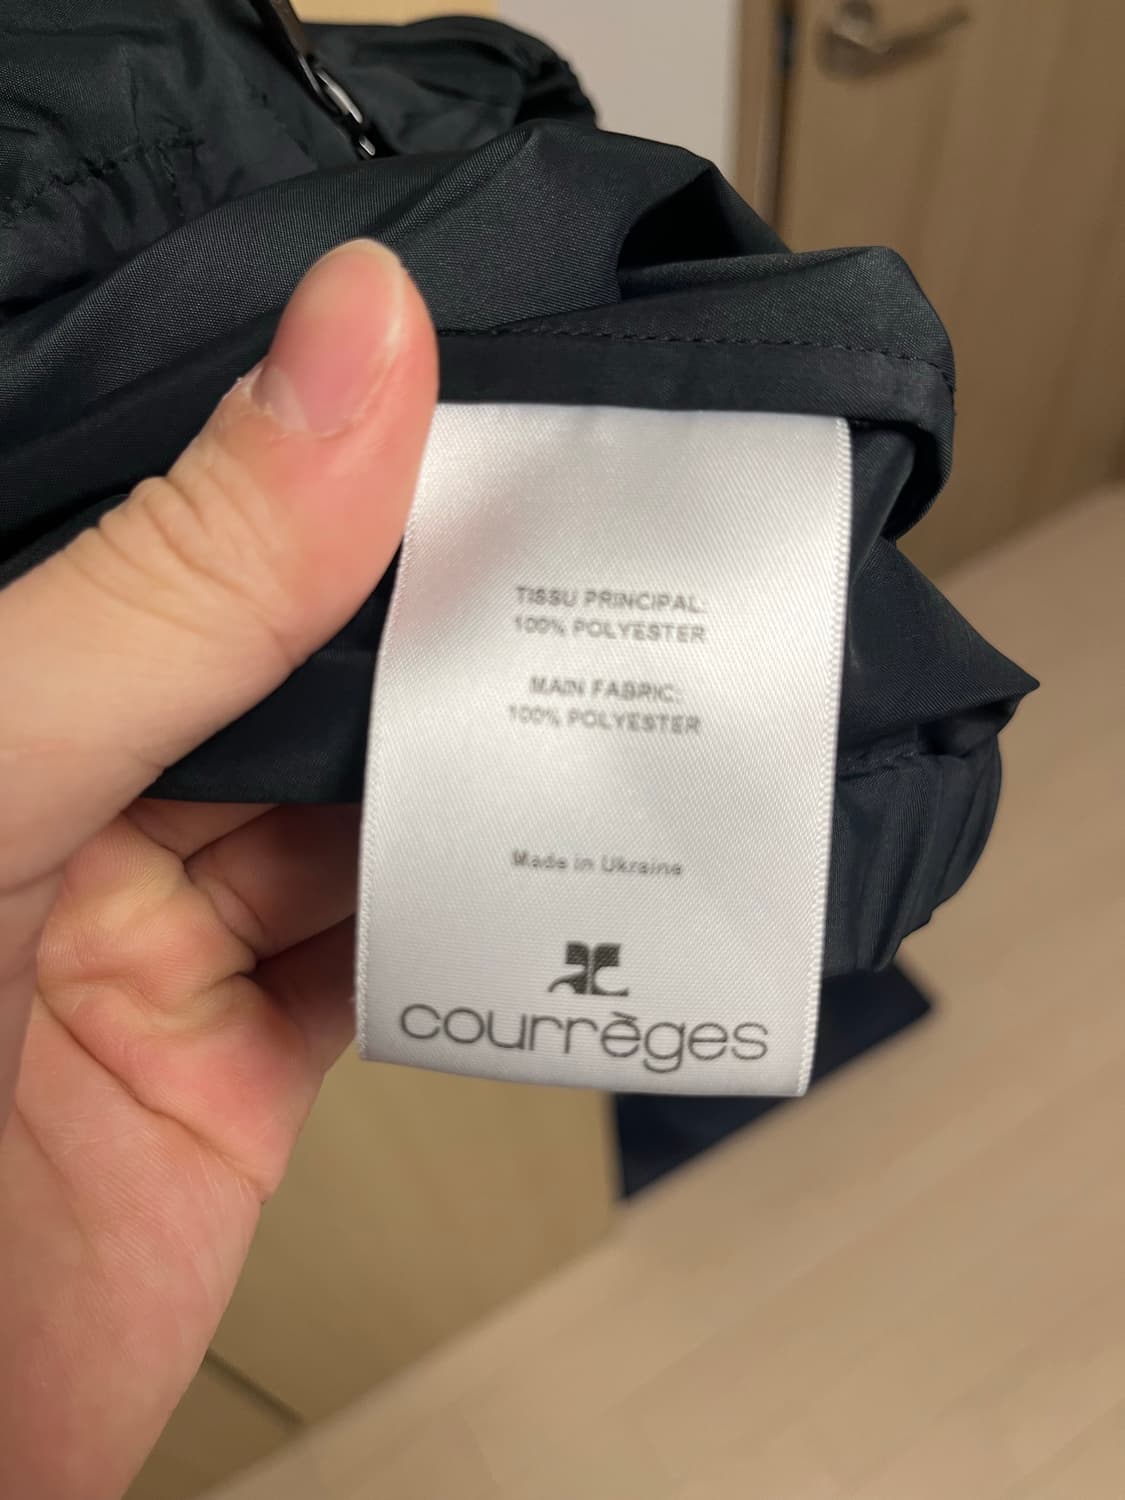 TISSU PRINCIPAL:
100% POLYESTER
MAIN FABRIC:
100% POLYESTER
Made in Ukraine
courrèges